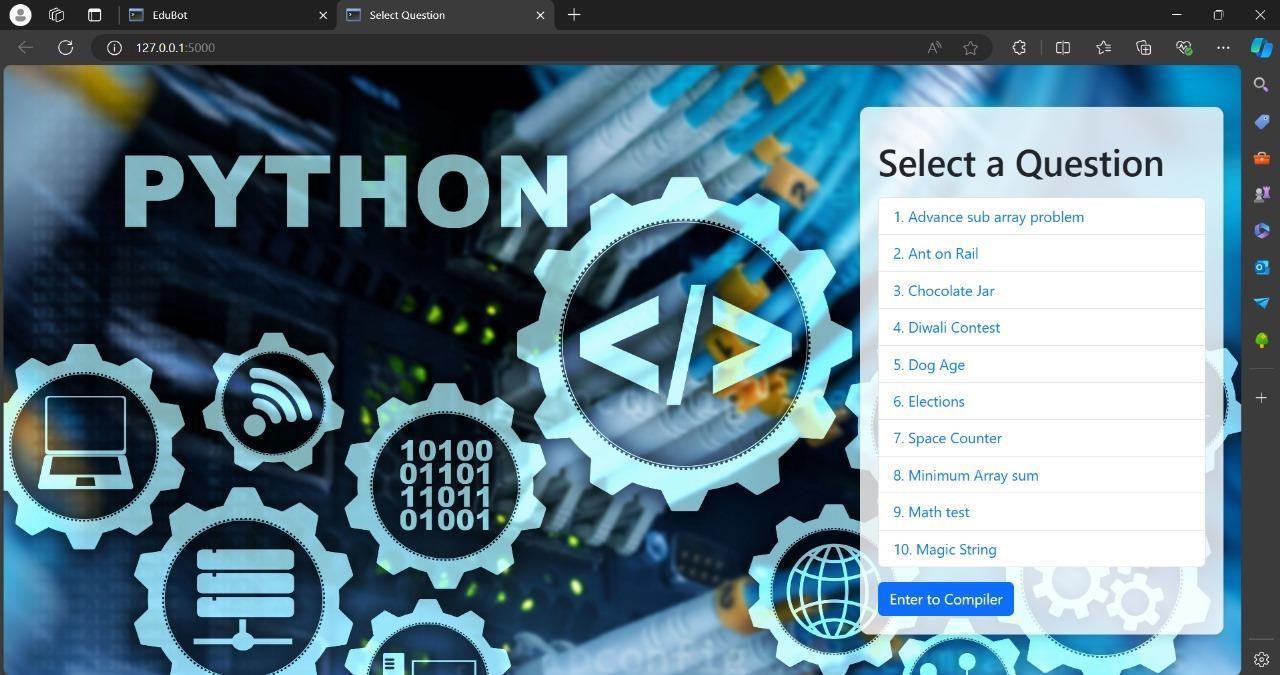 EduBot
Select Question
127.0.0.1:5000
PYTHON
</>
10100
01101
11011
01001
Select a Question
1. Advance sub array problem
2. Ant on Rail
3. Chocolate Jar
4. Diwali Contest
5. Dog Age
6. Elections
7. Space Counter
8. Minimum Array sum
9. Math test
10. Magic String
Enter to Compiler